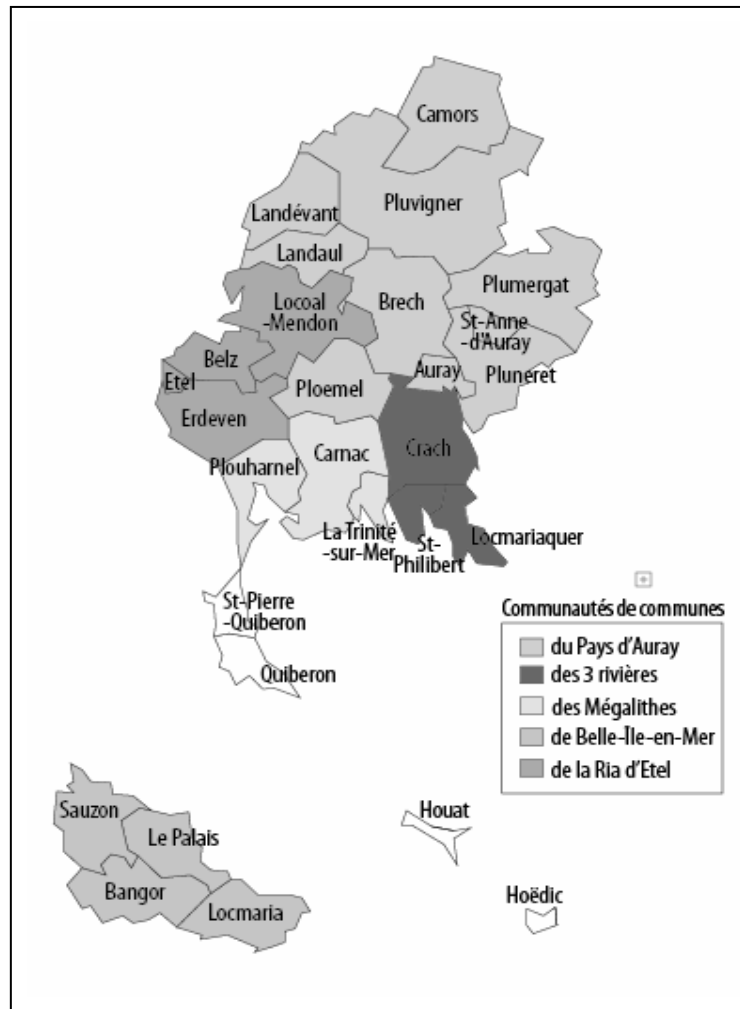 Camors
Pluvigner
Landévant
Landaul
Plumergat
Brech
Locoal
-Mendon
St-Anne
-d'Auray
Belz
Auray
Pluneret
Etel
Ploemel
Erdeven
Carnac
Crach
Plouharnel
La Trinité
-sur-Mer
St-
Philibert
Locmariaquer
St-Pierre
-Quiberon
Quiberon
Communautés de communes
du Pays d'Auray
des 3 rivières
des Mégalithes
de Belle-Île-en-Mer
de la Ria d'Etel
Sauzon
Le Palais
Houat
Bangor
Locmaria
Hoëdic